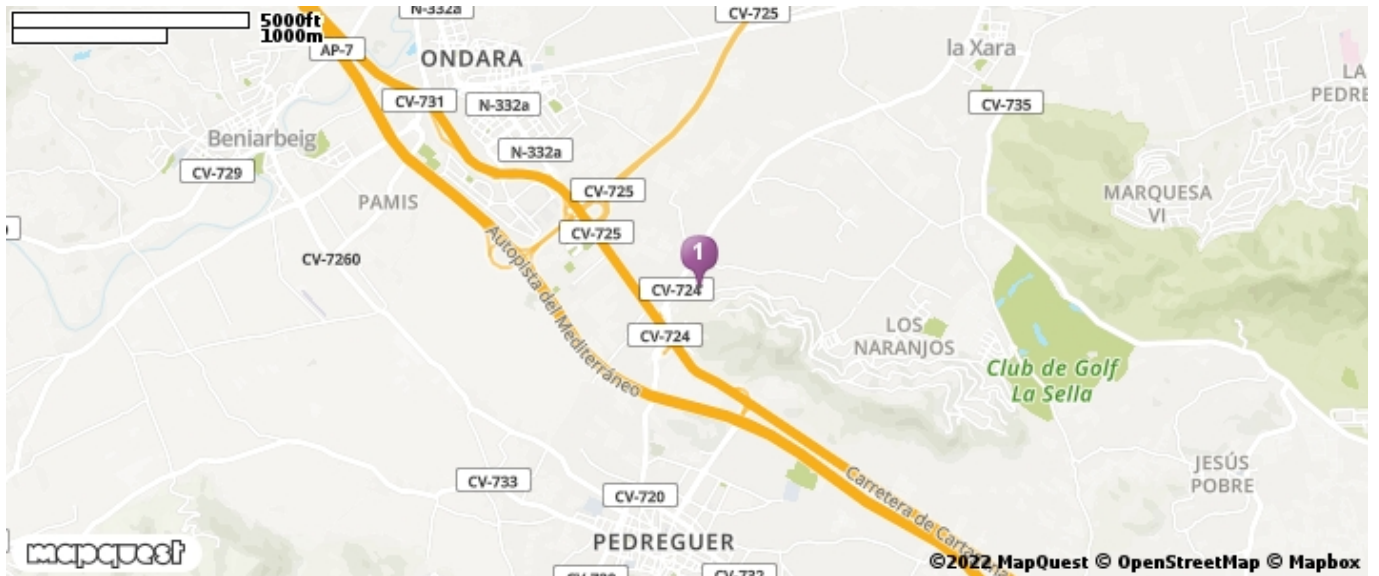 5000ft
1000m
N-332a
CV-725
AP-7
ONDARA
la Xara
LA
CV-731
N-332a
CV-735
Beniarbeig
N-332a
CV-729
CV-725
MARQUESA
VI
PAMIS
CV-725
Autopista del Mediterráneo
CV-7260
1
CV-724
CV-724
LOS
NARANJOS
Club de Golf
La Sella
CV-733
CV-720
JESÚS
POBRE
PEDREGUER
mapquest
©2022 MapQuest © OpenStreetMap © Mapbox
CV-732